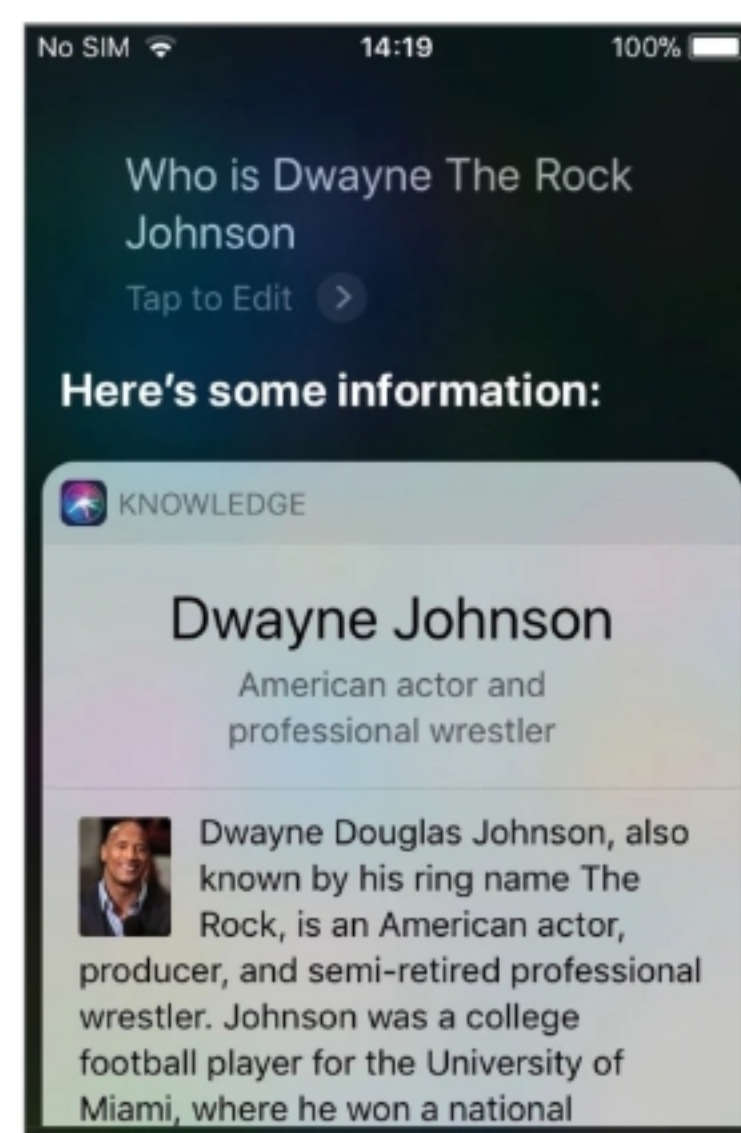 No SIM 14:19 100%
Who is Dwayne The Rock
Johnson
Tap to Edit >
Here's some information:
KNOWLEDGE
Dwayne Johnson
American actor and
professional wrestler
Dwayne Douglas Johnson, also
known by his ring name The
Rock, is an American actor,
producer, and semi-retired professional
wrestler. Johnson was a college
football player for the University of
Miami, where he won a national